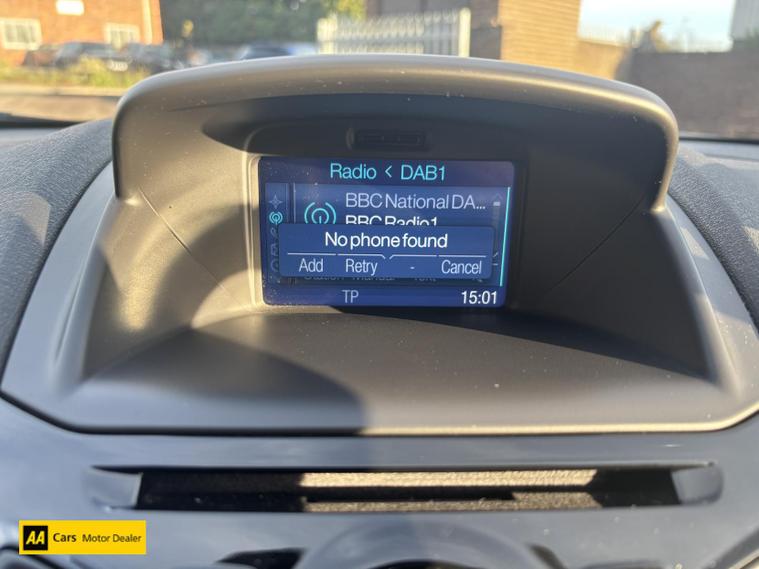 Radio < DAB1
BBC National DA...
BBC Radio1
No phone found
Add Retry - Cancel
TP 15:01
AA Cars Motor Dealer